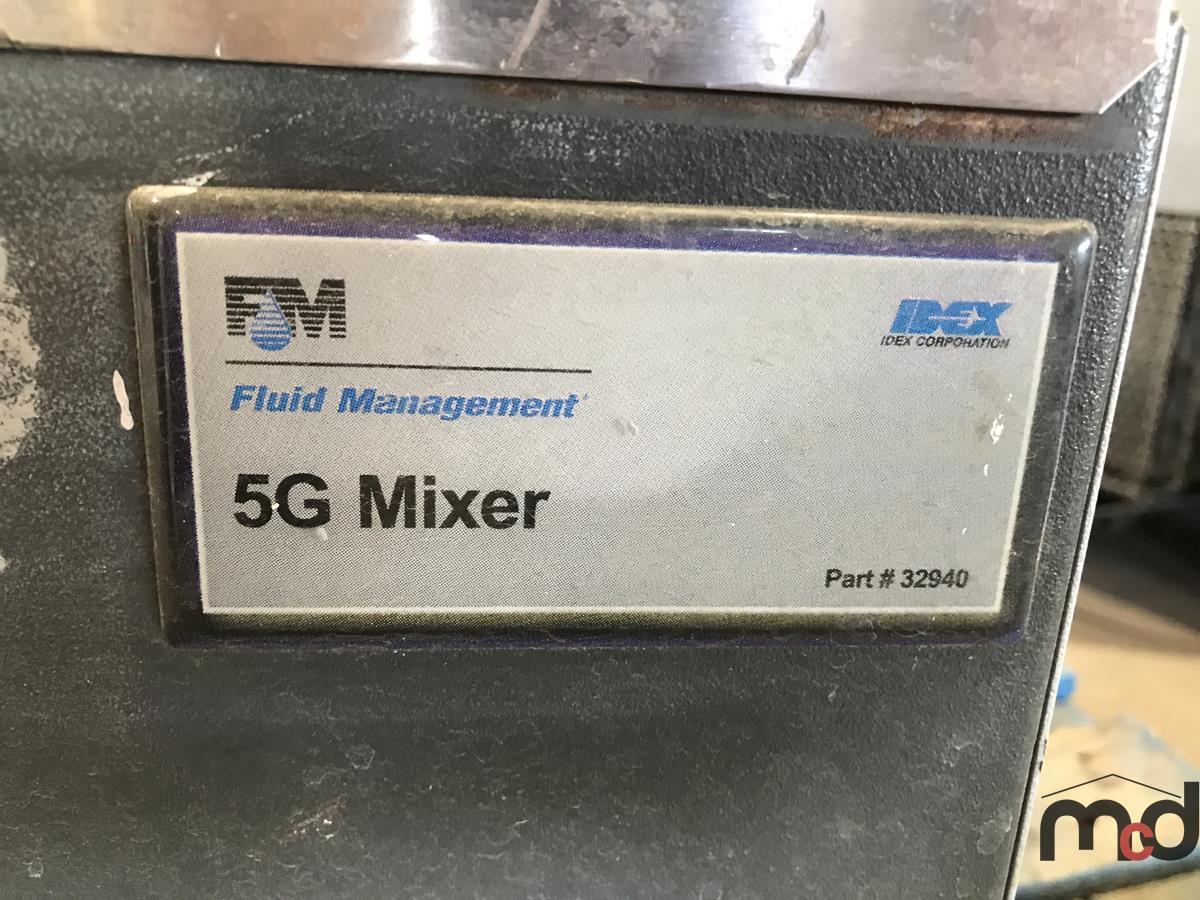 FM
IDEX
IDEX CORPORATION
Fluid Management
5G Mixer
Part # 32940
mcd